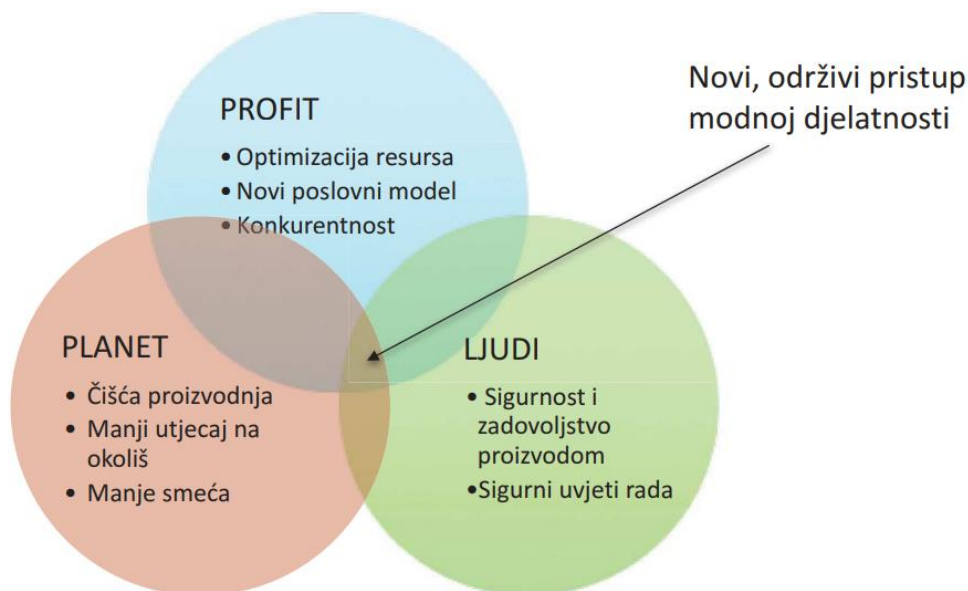 Novi, održivi pristup
modnoj djelatnosti
PROFIT
• Optimizacija resursa
• Novi poslovni model
• Konkurentnost
PLANET
• Čišća proizvodnja
• Manji utjecaj na
okoliš
• Manje smeća
LJUDI
• Sigurnost i
zadovoljstvo
proizvodom
•Sigurni uvjeti rada